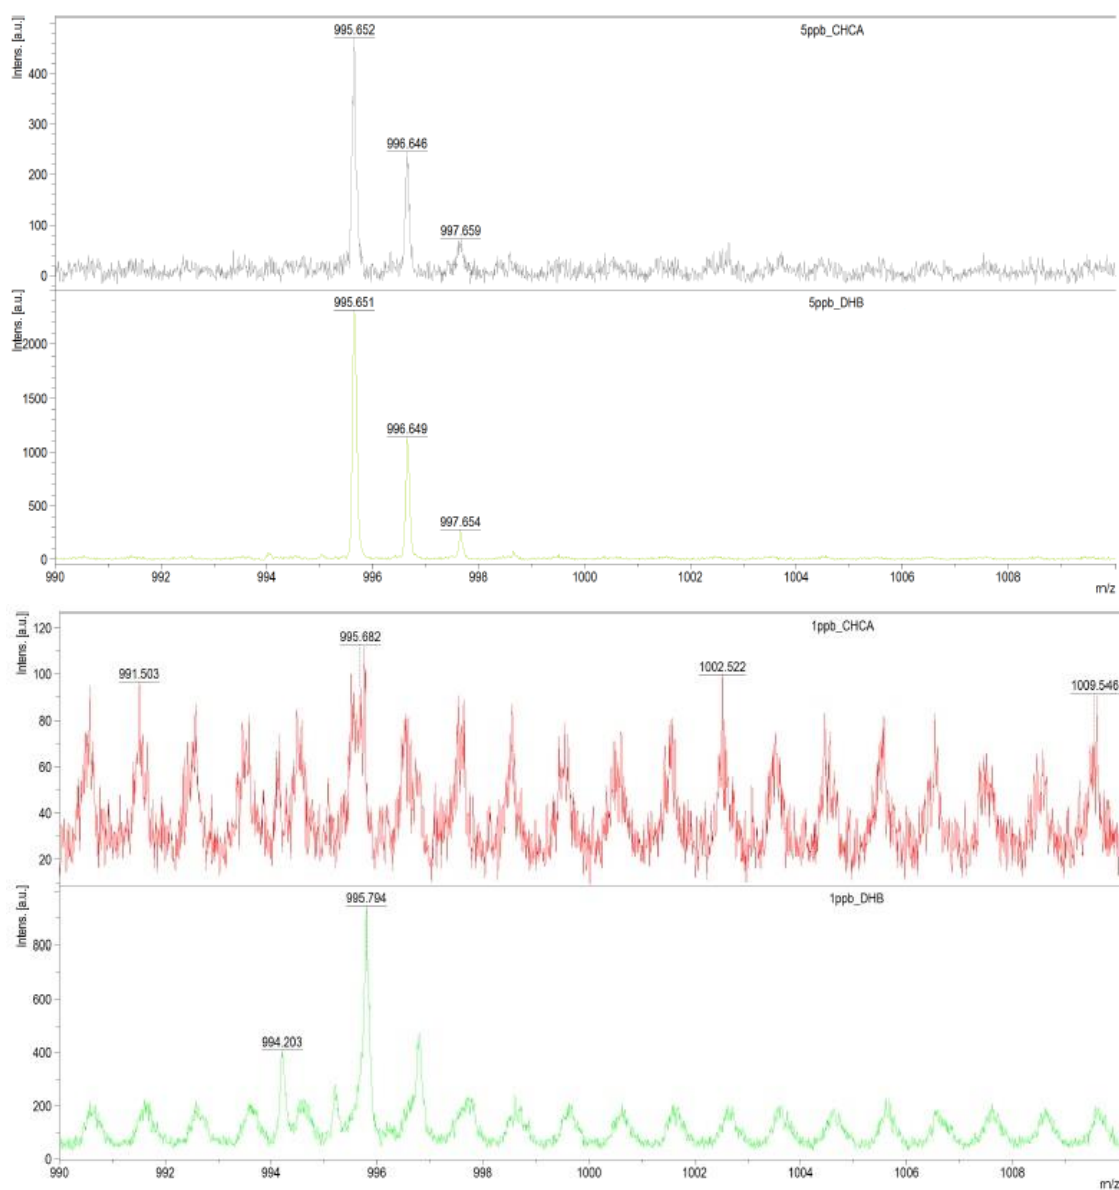 Intens. [a.u.]
5ppb_CHCA
995.652
996.646
997.659
400
300
200
100
0
Intens. [a.u.]
5ppb_DHB
995.651
996.649
997.654
2000
1500
1000
500
0
990 992 994 996 998 1000 1002 1004 1006 1008
m/z
Intens. [a.u.]
1ppb_CHCA
991.503
995.682
1002.522
1009.546
120
100
80
60
40
20
Intens. [a.u.]
1ppb_DHB
995.794
994.203
800
600
400
200
0
990 992 994 996 998 1000 1002 1004 1006 1008
m/z